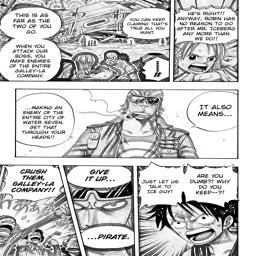 HE'S RIGHT!!
ANYWAY, ROBIN HAS
NO REASON TO GO
AFTER MR. ICEBERG
ANY MORE THAN
WE DO!!
YOU CAN KEEP
CLAIMING THAT'S
TRUE ALL YOU
WANT.
THIS IS AS
FAR AS THE
TWO OF YOU
GO.
WHEN YOU
ATTACK OUR
BOSS, YOU
MAKE ENEMIES
OF THE ENTIRE
GALLEY-LA
COMPANY.
IT ALSO
MEANS...
...MAKING AN
ENEMY OF THE
ENTIRE CITY OF
WATER SEVEN.
GET THAT
THROUGH YOUR
HEADS!!
ARE YOU
DUMB?! WHY
DO YOU
KEEP--?!
JUST LET US
TALK TO
ICE GUY!
GIVE
IT UP...
...PIRATE.
CRUSH
THEM,
GALLEY-LA
COMPANY!!